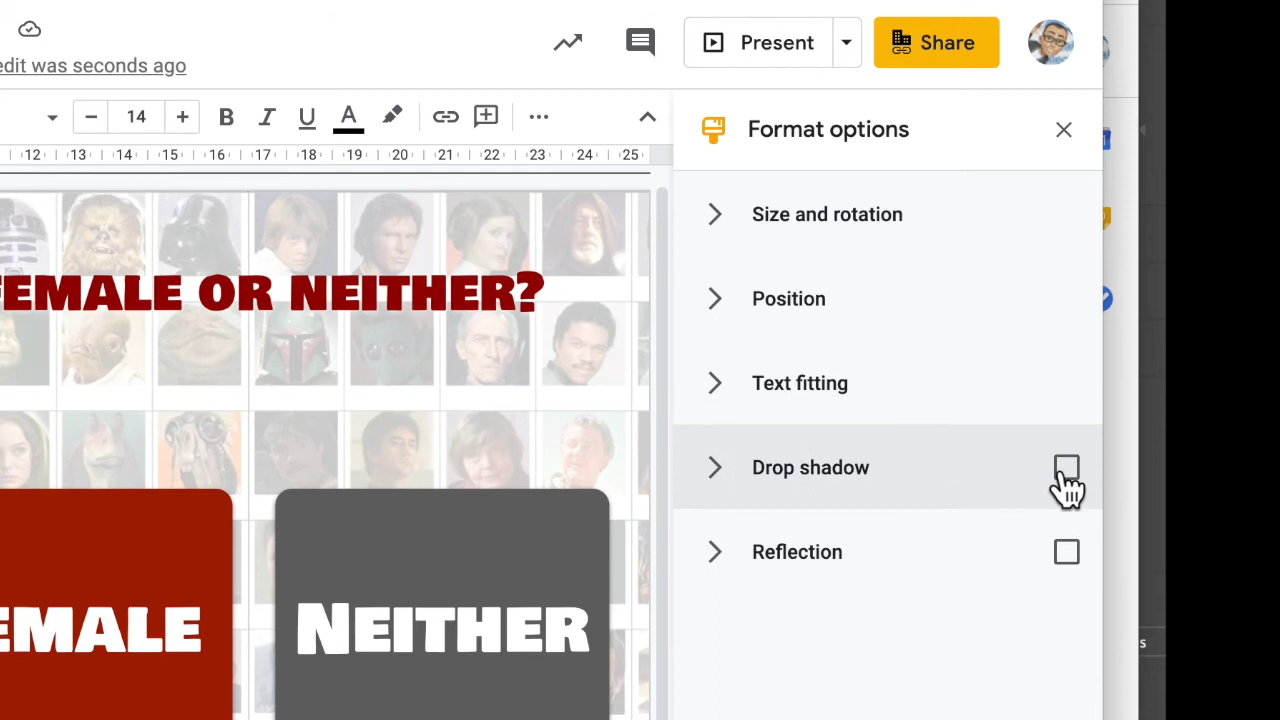 Present
Share
edit was seconds ago
14
B I U A
12 13 14 15 16 17 18 19 20 21 22 23 24 25
Format options
Size and rotation
FEMALE OR NEITHER?
Position
Text fitting
Drop shadow
Reflection
EMALE
NEITHER
s